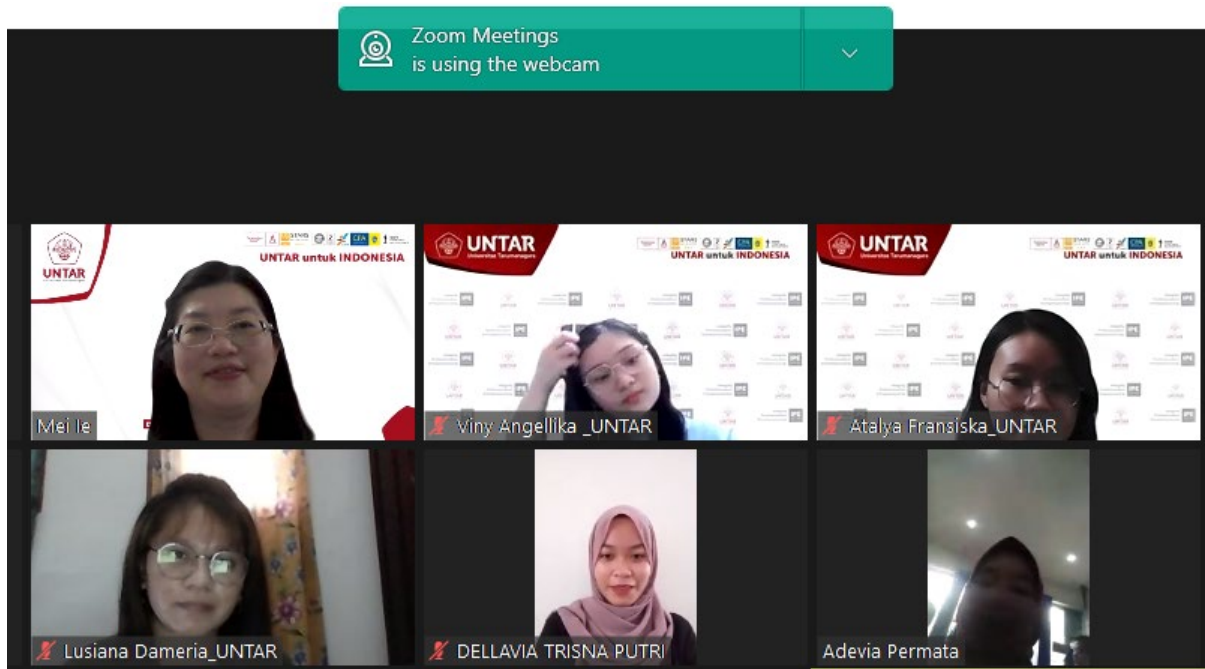 Zoom Meetings
is using the webcam
UNTAR
UNTAR untuk INDONESIA
Mei Ie
UNTAR
Universitas Tarumanagara
UNTAR untuk INDONESIA
Viny Angellika _UNTAR
UNTAR
Universitas Tarumanagara
UNTAR untuk INDONESIA
Atalya Fransiska_UNTAR
Lusiana Dameria_UNTAR
DELLAVIA TRISNA PUTRI
Adevia Permata